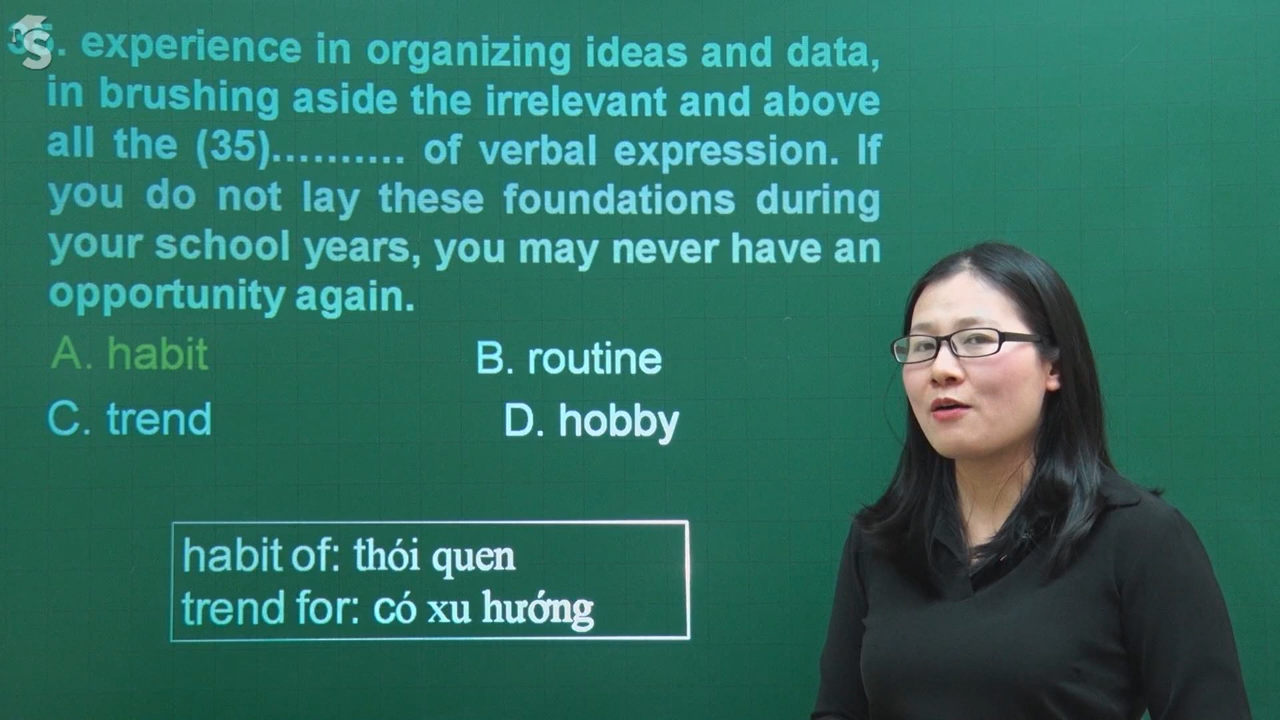 35. experience in organizing ideas and data,
in brushing aside the irrelevant and above
all the (35).......... of verbal expression. If
you do not lay these foundations during
your school years, you may never have an
opportunity again.
A. habit B. routine
C. trend D. hobby
habit of: thói quen
trend for: có xu hướng